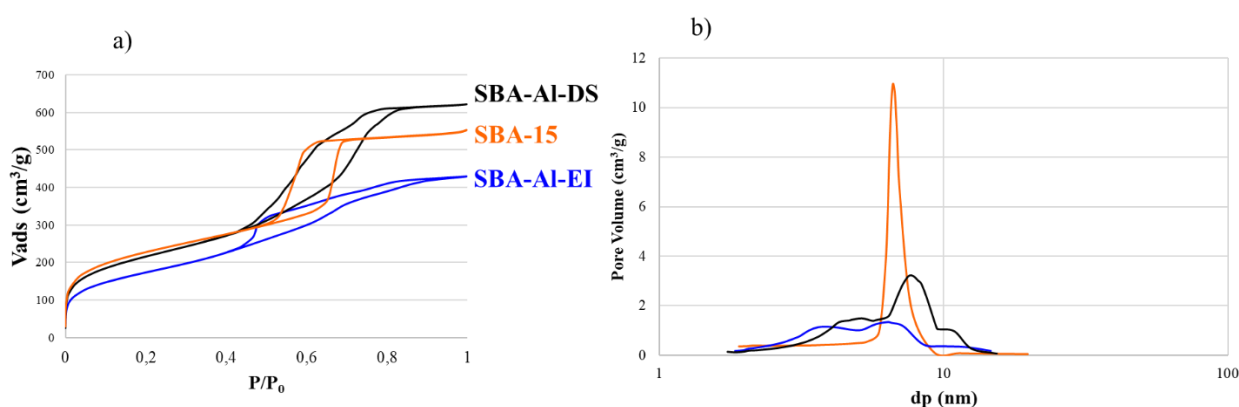 a)
700
600
500
400
300
200
100
0
Vads (cm³/g)
0
0,2
0,4
0,6
0,8
1
P/P₀
SBA-Al-DS
SBA-15
SBA-Al-EI
b)
12
10
8
6
4
2
0
Pore Volume (cm³/g)
1
10
100
dp (nm)